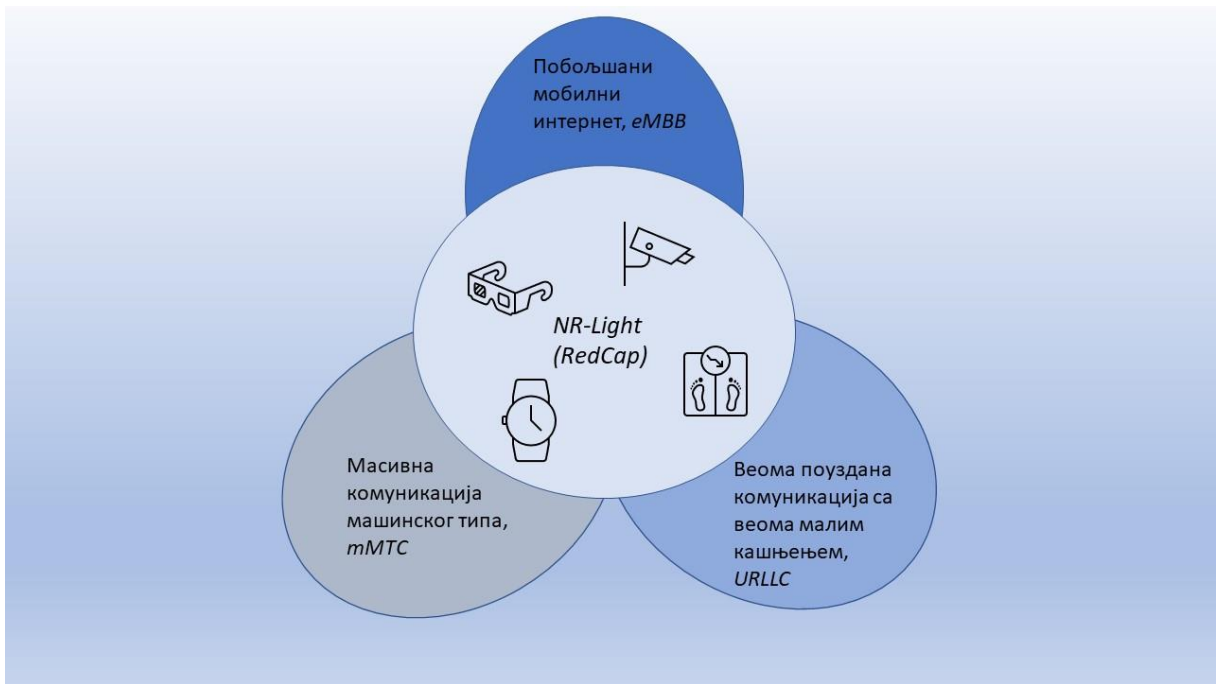 Побољшани
мобилни
интернет, eMBB
NR-Light
(RedCap)
Масивна
комуникација
машинског типа,
mMTC
Веома поуздана
комуникација са
веома малим
кашњењем,
URLLC